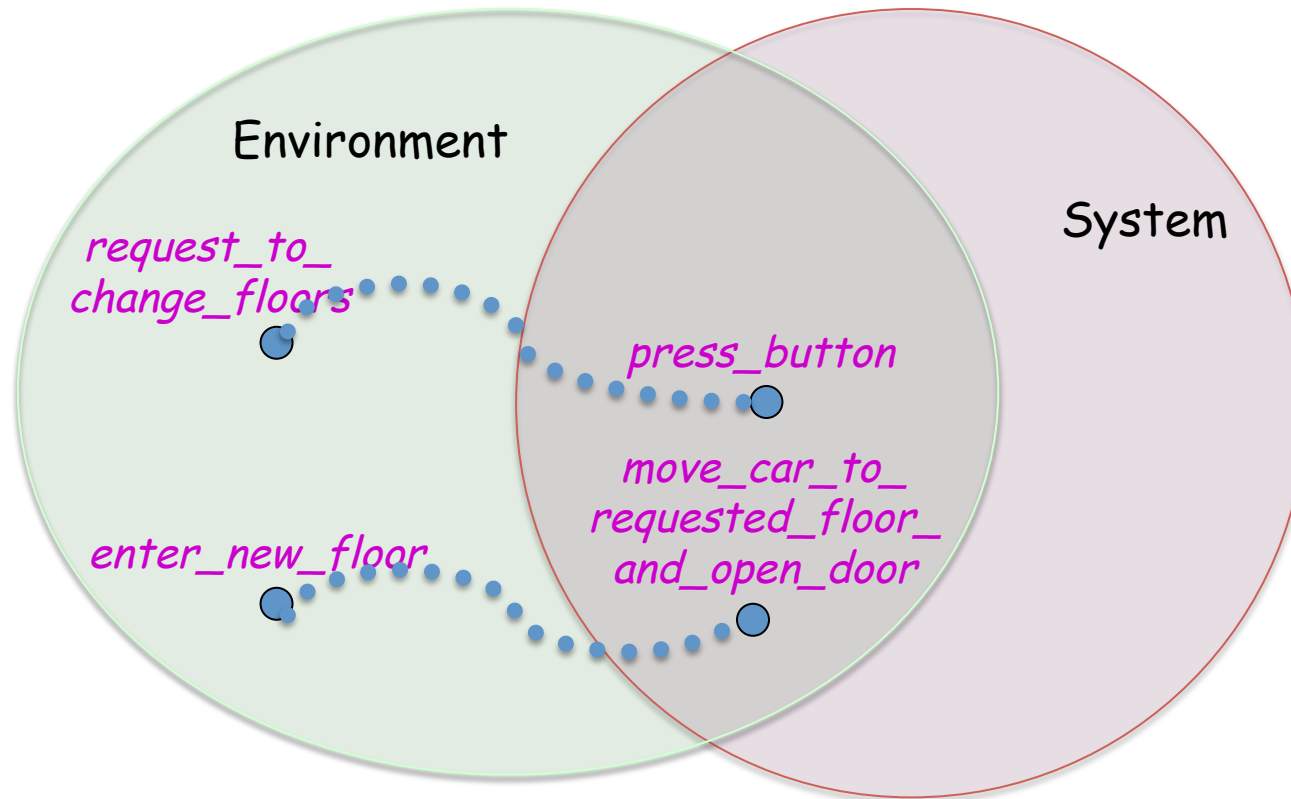 Environment
System
request_to_
change_floors
press_button
move_car_to_
requested_floor_
and_open_door
enter_new_floor